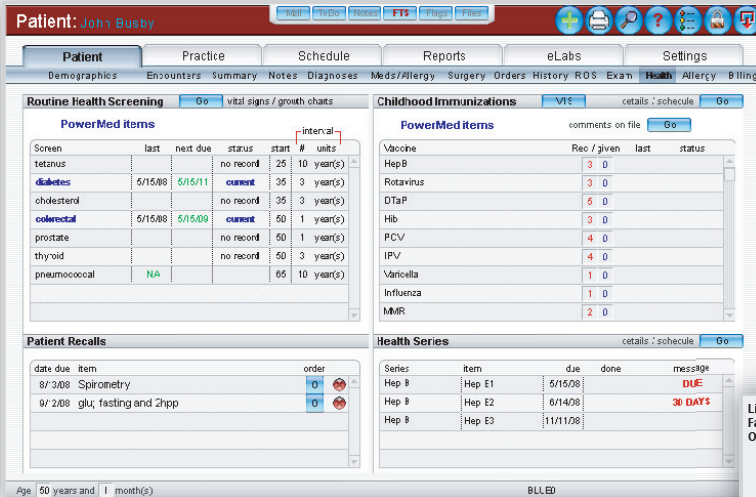 Patient: John Busby
Mail ToDo Notes FTS Flags Files
Patient Practice Schedule Reports eLabs Settings
Demographics Encounters Summary Notes Diagnoses Meds/Allergy Surgery Orders History ROS Exam Health Allergy Billing
Routine Health Screening Go vital signs / growth charts
PowerMed items
interval
Screen last next due status start # units
tetanus no record 25 10 year(s)
diabetes 5/15/08 5/15/11 current 35 3 year(s)
cholesterol no record 35 3 year(s)
colorectal 5/15/08 5/15/09 current 50 1 year(s)
prostate no record 50 1 year(s)
thyroid no record 50 3 year(s)
pneumococcal NA 65 10 year(s)
Childhood Immunizations VIS details / schecule Go
PowerMed items comments on file Go
Vaccine Rec / given last status
Hep B 3 0
Rotavirus 3 0
DTaP 5 0
Hib 3 0
PCV 4 0
IPV 4 0
Varicella 1 0
Influenza 1 0
MMR 2 0
Patient Recalls
date due item order
8/13/08 Spirometry 0
9/2/08 glu; fasting and 2hpp 0
Health Series details / schecule Go
Series item due done message
Hep B Hep E1 5/15/08 DUE
Hep B Hep E2 6/14/08 30 DAYS
Hep B Hep E3 11/11/08
Li
Fa
O
Age 50 years and 1 month(s)